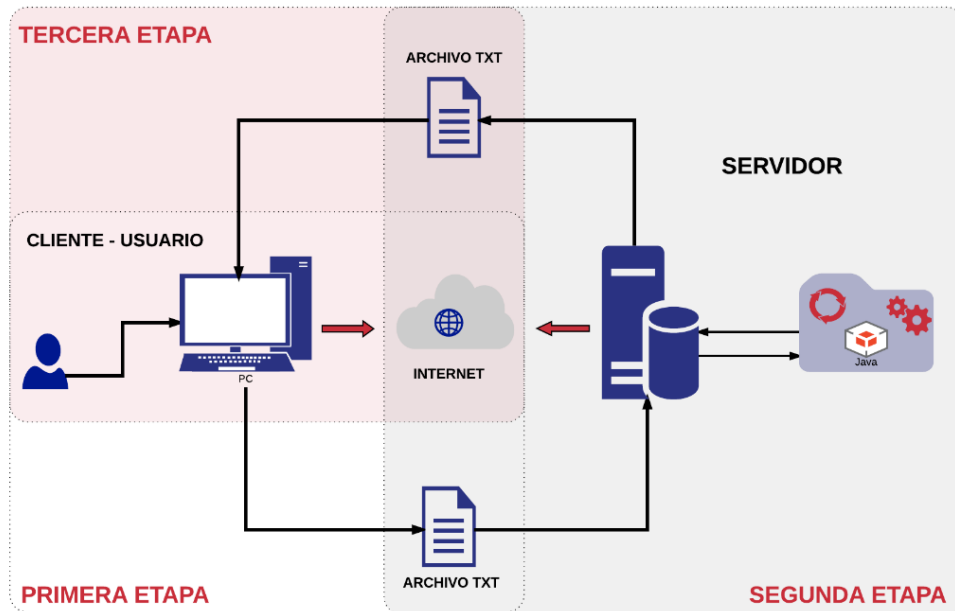 TERCERA ETAPA
ARCHIVO TXT
SERVIDOR
CLIENTE - USUARIO
PC
INTERNET
Java
ARCHIVO TXT
PRIMERA ETAPA
SEGUNDA ETAPA